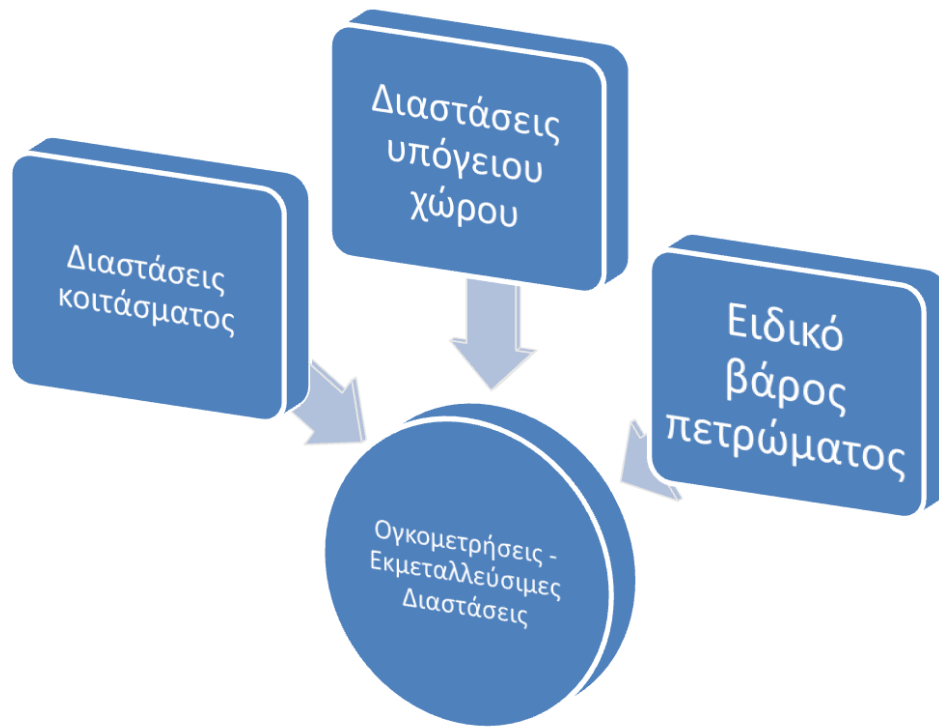 Διαστάσεις
κοιτάσματος
Διαστάσεις
υπόγειου
χώρου
Ειδικό
βάρος
πετρώματος
Ογκομετρήσεις -
Εκμεταλλεύσιμες
Διαστάσεις